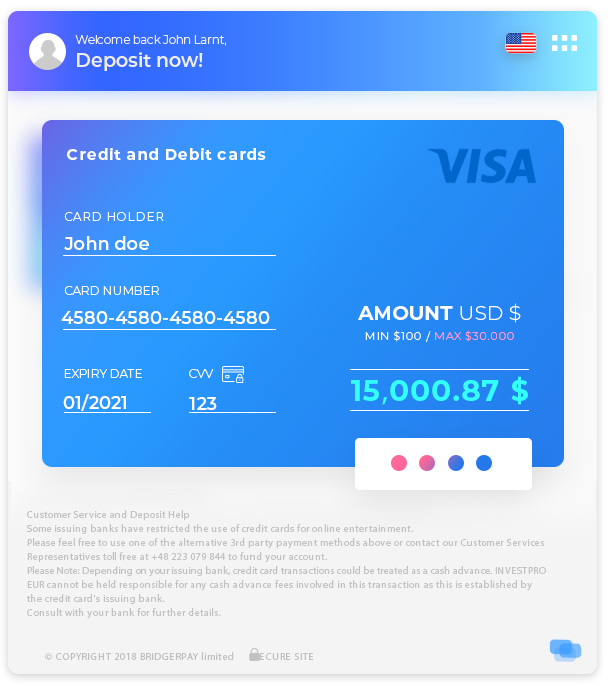 Welcome back John Larnt,
Deposit now!
Credit and Debit cards
VISA
CARD HOLDER
John doe
CARD NUMBER
4580-4580-4580-4580
AMOUNT USD $
MIN $100 / MAX $30.000
EXPIRY DATE
CVV
15,000.87 $
01/2021
123
Customer Service and Deposit Help
Some issuing banks have restricted the use of credit cards for online entertainment.
Please feel free to use one of the alternative 3rd party payment methods above or contact our Customer Services
Representatives toll free at +48 223 079 844 to fund your account.
Please Note: Depending on your issuing bank, credit card transactions could be treated as a cash advance. INVESTPRO
EUR cannot be held responsible for any cash advance fees involved in this transaction as this is established by
the credit card's issuing bank.
Consult with your bank for further details.
© COPYRIGHT 2018 BRIDGERPAY limited
ECURE SITE